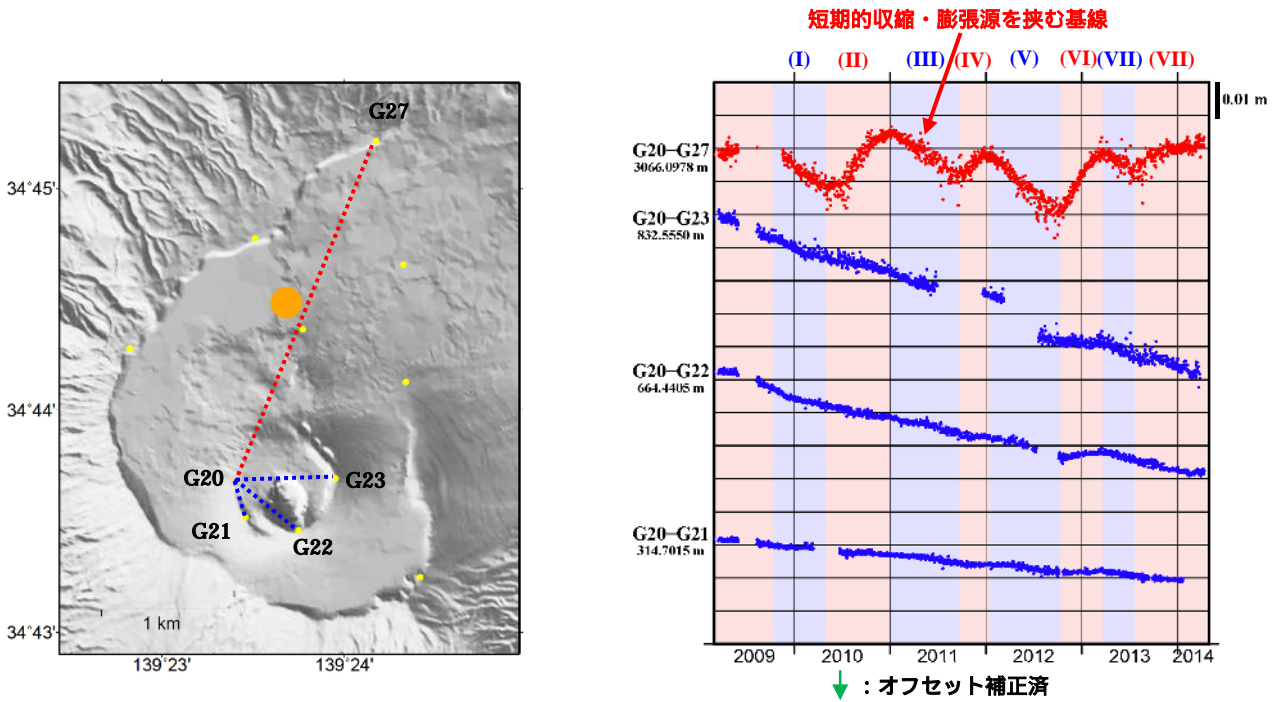 短期的収縮・膨張源を挟む基線
(I) (II) (III) (IV) (V) (VI) (VII) (VII)
0.01 m
G27
34°45'
34°44'
34°43'
G20
G23
G21
G22
1 km
139°23'
139°24'
G20－G27
3066.0978 m
G20－G23
832.5550 m
G20－G22
664.4405 m
G20－G21
314.7015 m
2009 2010 2011 2012 2013 2014
：オフセット補正済